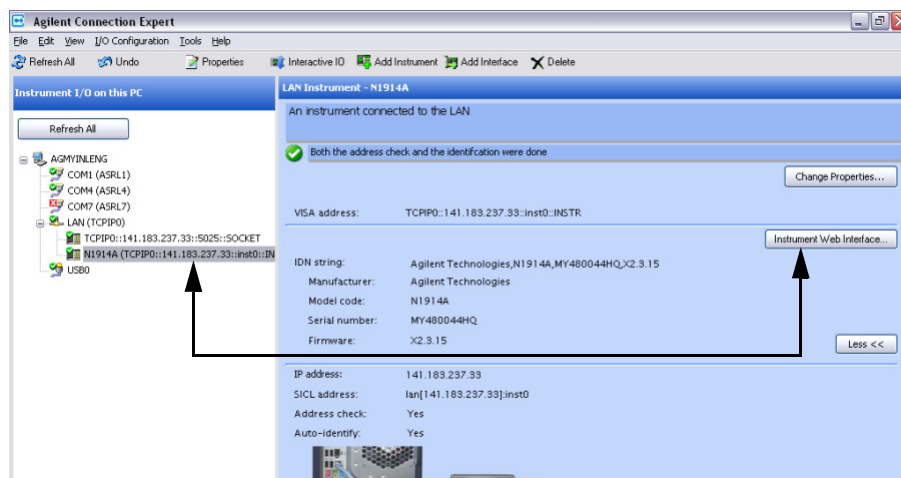 Agilent Connection Expert
File Edit View I/O Configuration Tools Help
Refresh All Undo Properties Interactive IO Add Instrument Add Interface Delete
Instrument I/O on this PC
Refresh All
AGMYINLENG
COM1 (ASRL1)
COM4 (ASRL4)
COM7 (ASRL7)
LAN (TCPIP0)
TCPIP0::141.183.237.33::5025::SOCKET
N1914A (TCPIP0::141.183.237.33::inst0::IN
USB0
LAN Instrument - N1914A
An instrument connected to the LAN
Both the address check and the identifcation were done
Change Properties...
VISA address: TCPIP0::141.183.237.33::inst0::INSTR
Instrument Web Interface...
IDN string: Agilent Technologies,N1914A,MY480044HQ,X2.3.15
Manufacturer: Agilent Technologies
Model code: N1914A
Serial number: MY480044HQ
Firmware: X2.3.15
Less <<
IP address: 141.183.237.33
SICL address: lan[141.183.237.33]:inst0
Address check: Yes
Auto-identify: Yes